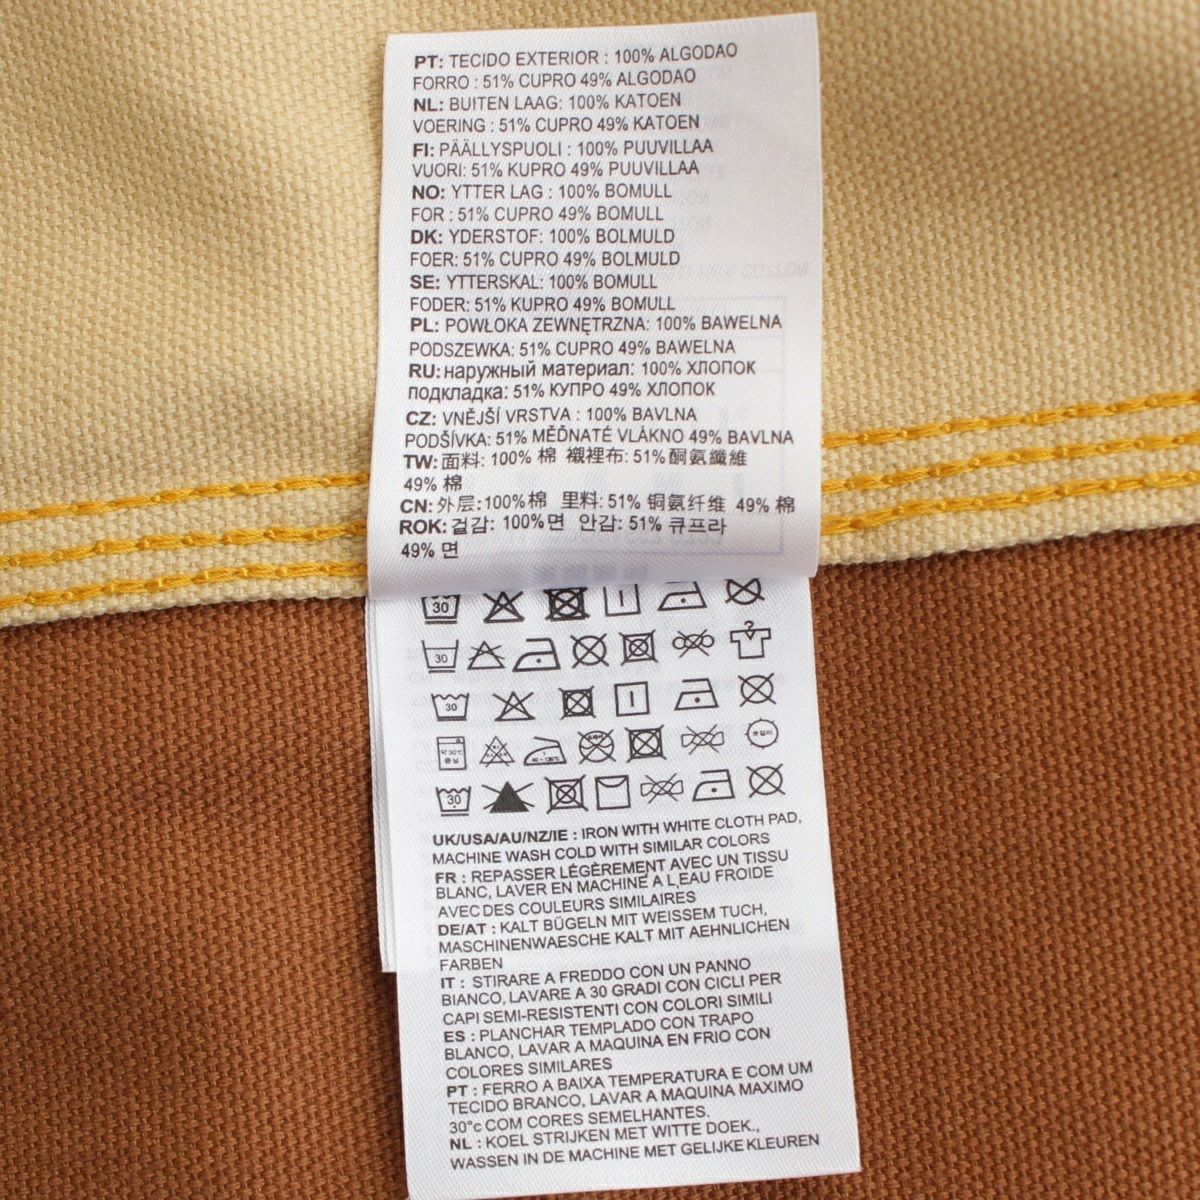 PT: TECIDO EXTERIOR : 100% ALGODAO
FORRO : 51% CUPRO 49% ALGODAO
NL: BUITEN LAAG: 100% KATOEN
VOERING : 51% CUPRO 49% KATOEN
FI: PÄÄLLYSPUOLI : 100% PUUVILLAA
VUORI: 51% KUPRO 49% PUUVILLAA
NO: YTTER LAG : 100% BOMULL
FOR : 51% CUPRO 49% BOMULL
DK: YDERSTOF: 100% BOLMULD
FOER: 51% CUPRO 49% BOLMULD
SE: YTTERSKAL: 100% BOMULL
FODER: 51% KUPRO 49% BOMULL
PL: POWŁOKA ZEWNĘTRZNA: 100% BAWELNA
PODSZEWKA: 51% CUPRO 49% BAWELNA
RU: наружный материал: 100% ХЛОПОК
подкладка: 51% КУПРО 49% ХЛОПОК
CZ: VNĚJŠÍ VRSTVA : 100% BAVLNA
PODŠÍVKA: 51% MĚĎNATÉ VLÁKNO 49% BAVLNA
TW: 面料: 100% 棉 襯裡布: 51% 酮氨纖維
49% 棉
CN: 外层: 100%棉 里料: 51% 铜氨纤维 49% 棉
ROK: 겉감: 100%면 안감: 51% 큐프라
49% 면
30
30
30
약 30℃ 중성
30
UK/USA/AU/NZ/IE : IRON WITH WHITE CLOTH PAD,
MACHINE WASH COLD WITH SIMILAR COLORS
FR : REPASSER LÉGÈREMENT AVEC UN TISSU
BLANC, LAVER EN MACHINE A L'EAU FROIDE
AVEC DES COULEURS SIMILAIRES
DE/AT : KALT BÜGELN MIT WEISSEM TUCH,
MASCHINENWAESCHE KALT MIT AEHNLICHEN
FARBEN
IT : STIRARE A FREDDO CON UN PANNO
BIANCO, LAVARE A 30 GRADI CON CICLI PER
CAPI SEMI-RESISTENTI CON COLORI SIMILI
ES : PLANCHAR TEMPLADO CON TRAPO
BLANCO, LAVAR A MAQUINA EN FRIO CON
COLORES SIMILARES
PT : FERRO A BAIXA TEMPERATURA E COM UM
TECIDO BRANCO, LAVAR A MAQUINA MAXIMO
30°c COM CORES SEMELHANTES.
NL : KOEL STRIJKEN MET WITTE DOEK.,
WASSEN IN DE MACHINE MET GELIJKE KLEUREN